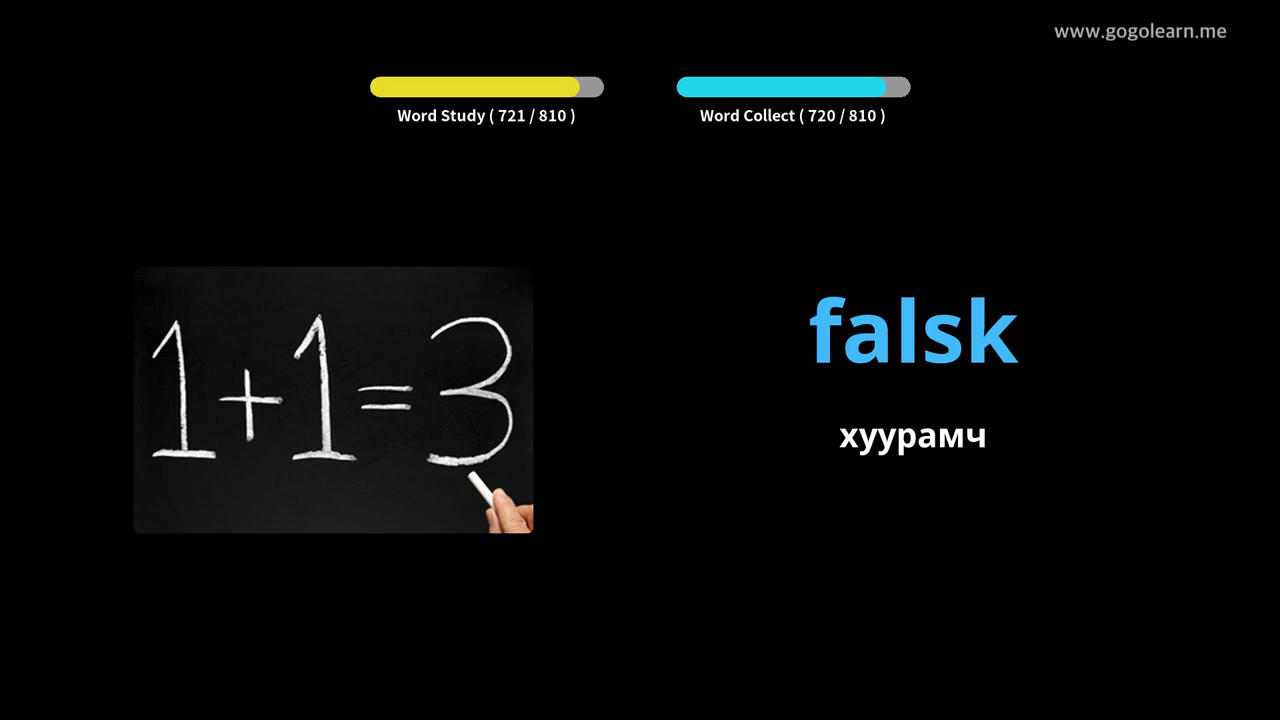 www.gogolearn.me
Word Study ( 721 / 810 )
Word Collect ( 720 / 810 )
1+1=3
falsk
хуурамч